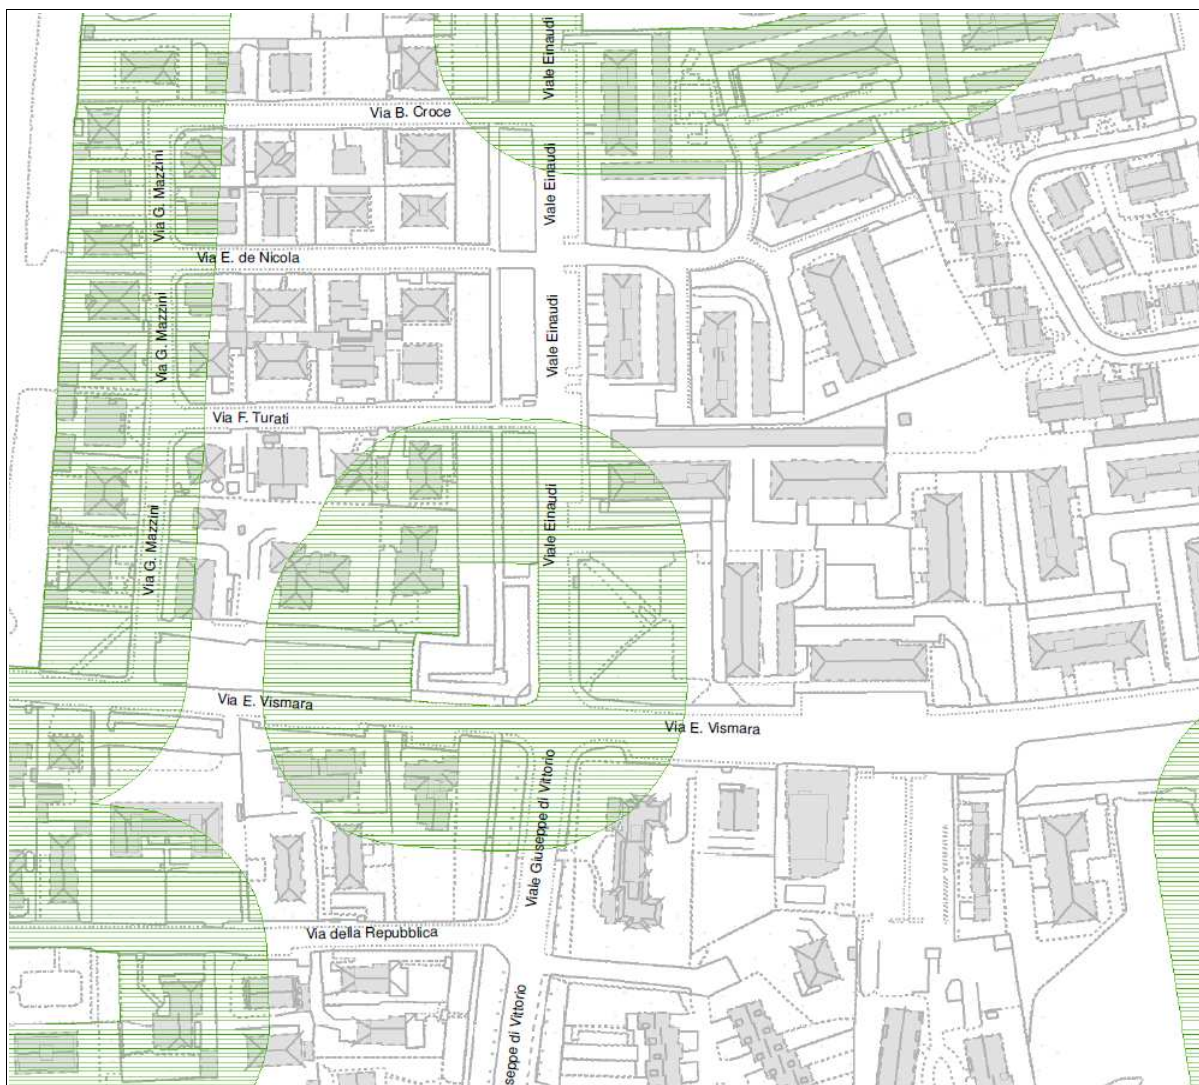 Viale Einaudi
Via B. Croce
Via G. Mazzini
Viale Einaudi
Via E. de Nicola
Via G. Mazzini
Viale Einaudi
Via F. Turati
Via G. Mazzini
Viale Einaudi
Via E. Vismara
Via E. Vismara
Viale Giuseppe di Vittorio
Via della Repubblica
seppe di Vittorio